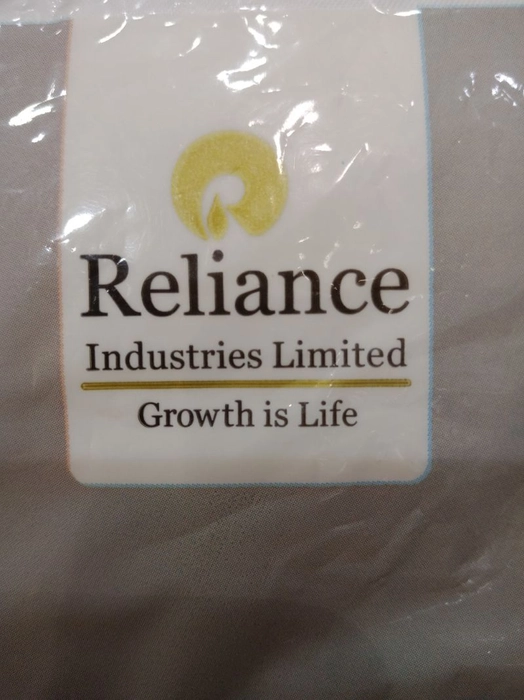 Reliance
Industries Limited
Growth is Life